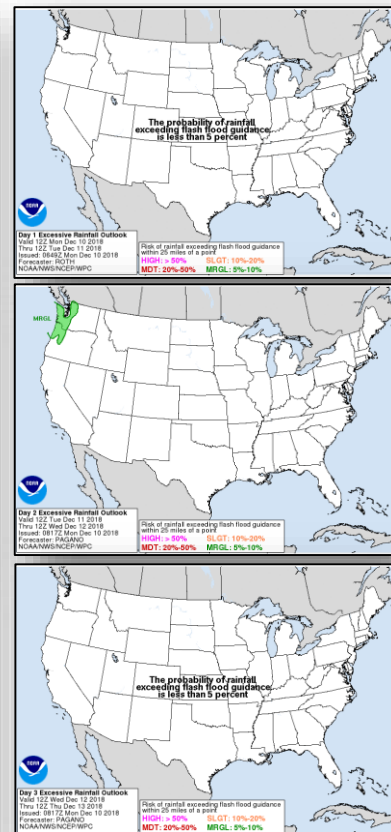 The probability of rainfall
exceeding flash flood guidance
is less than 5 percent
Day 1 Excessive Rainfall Outlook
Valid 12Z Mon Dec 10 2018
Thru 12Z Tue Dec 11 2018
Issued: 0649Z Mon Dec 10 2018
Forecaster: ROTH
NOAA/NWS/NCEP/WPC
Risk of rainfall exceeding flash flood guidance
within 25 miles of a point
HIGH: > 50% SLGT: 10%-20%
MDT: 20%-50% MRGL: 5%-10%
MRGL
Day 2 Excessive Rainfall Outlook
Valid 12Z Tue Dec 11 2018
Thru 12Z Wed Dec 12 2018
Issued: 0817Z Mon Dec 10 2018
Forecaster: PAGANO
NOAA/NWS/NCEP/WPC
Risk of rainfall exceeding flash flood guidance
within 25 miles of a point
HIGH: > 50% SLGT: 10%-20%
MDT: 20%-50% MRGL: 5%-10%
The probability of rainfall
exceeding flash flood guidance
is less than 5 percent
Day 3 Excessive Rainfall Outlook
Valid 12Z Wed Dec 12 2018
Thru 12Z Thu Dec 13 2018
Issued: 0817Z Mon Dec 10 2018
Forecaster: PAGANO
NOAA/NWS/NCEP/WPC
Risk of rainfall exceeding flash flood guidance
within 25 miles of a point
HIGH: > 50% SLGT: 10%-20%
MDT: 20%-50% MRGL: 5%-10%